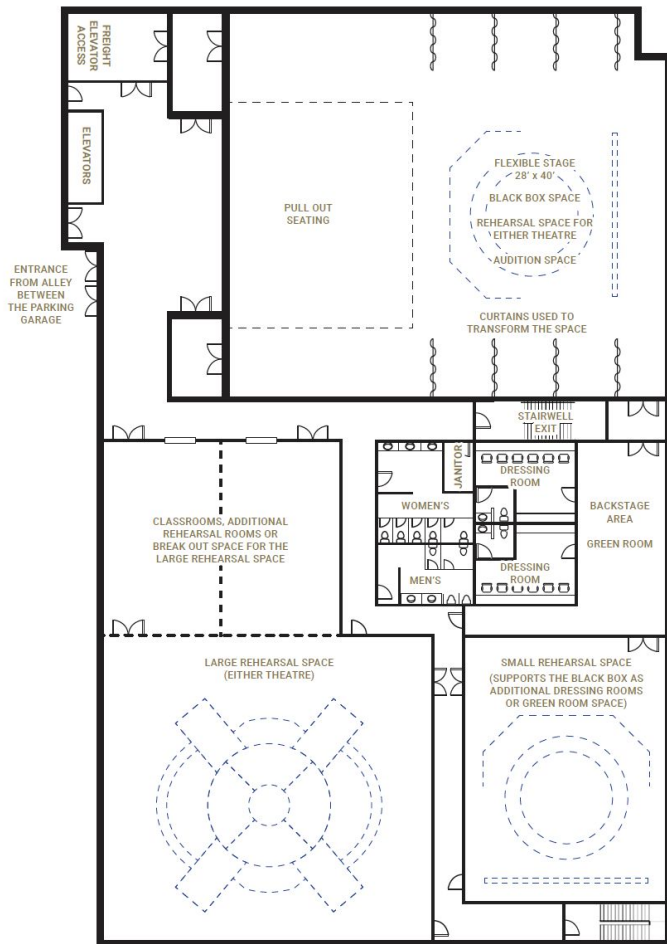 FREIGHT
ELEVATOR
ACCESS
ELEVATORS
ENTRANCE
FROM ALLEY
BETWEEN
THE PARKING
GARAGE
PULL OUT
SEATING
FLEXIBLE STAGE
28' x 40'
BLACK BOX SPACE
REHEARSAL SPACE FOR
EITHER THEATRE
AUDITION SPACE
CURTAINS USED TO
TRANSFORM THE SPACE
STAIRWELL
EXIT
JANITOR
DRESSING
ROOM
WOMEN'S
BACKSTAGE
AREA
GREEN ROOM
CLASSROOMS, ADDITIONAL
REHEARSAL ROOMS OR
BREAK OUT SPACE FOR THE
LARGE REHEARSAL SPACE
MEN'S
DRESSING
ROOM
LARGE REHEARSAL SPACE
(EITHER THEATRE)
SMALL REHEARSAL SPACE
(SUPPORTS THE BLACK BOX AS
ADDITIONAL DRESSING ROOMS
OR GREEN ROOM SPACE)